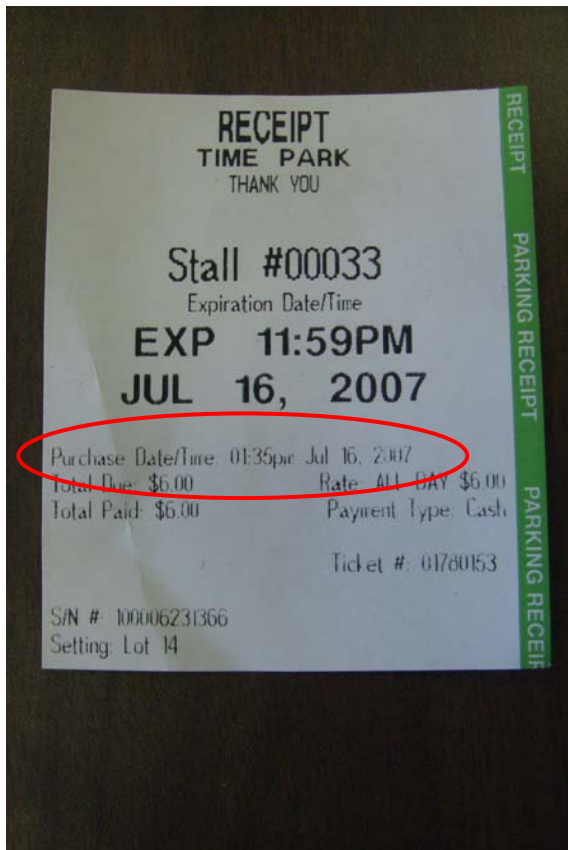 RECEIPT
TIME PARK
THANK YOU
Stall #00033
Expiration Date/Time
EXP 11:59PM
JUL 16, 2007
Purchase Date/Time: 01:35pm Jul 16, 2007
Total Due: $6.00 Rate: ALL DAY $6.00
Total Paid: $6.00 Payment Type: Cash
Ticket #: 01780153
S/N #: 100006231366
Setting: Lot 14
RECEIPT PARKING RECEIPT PARKING RECEIP